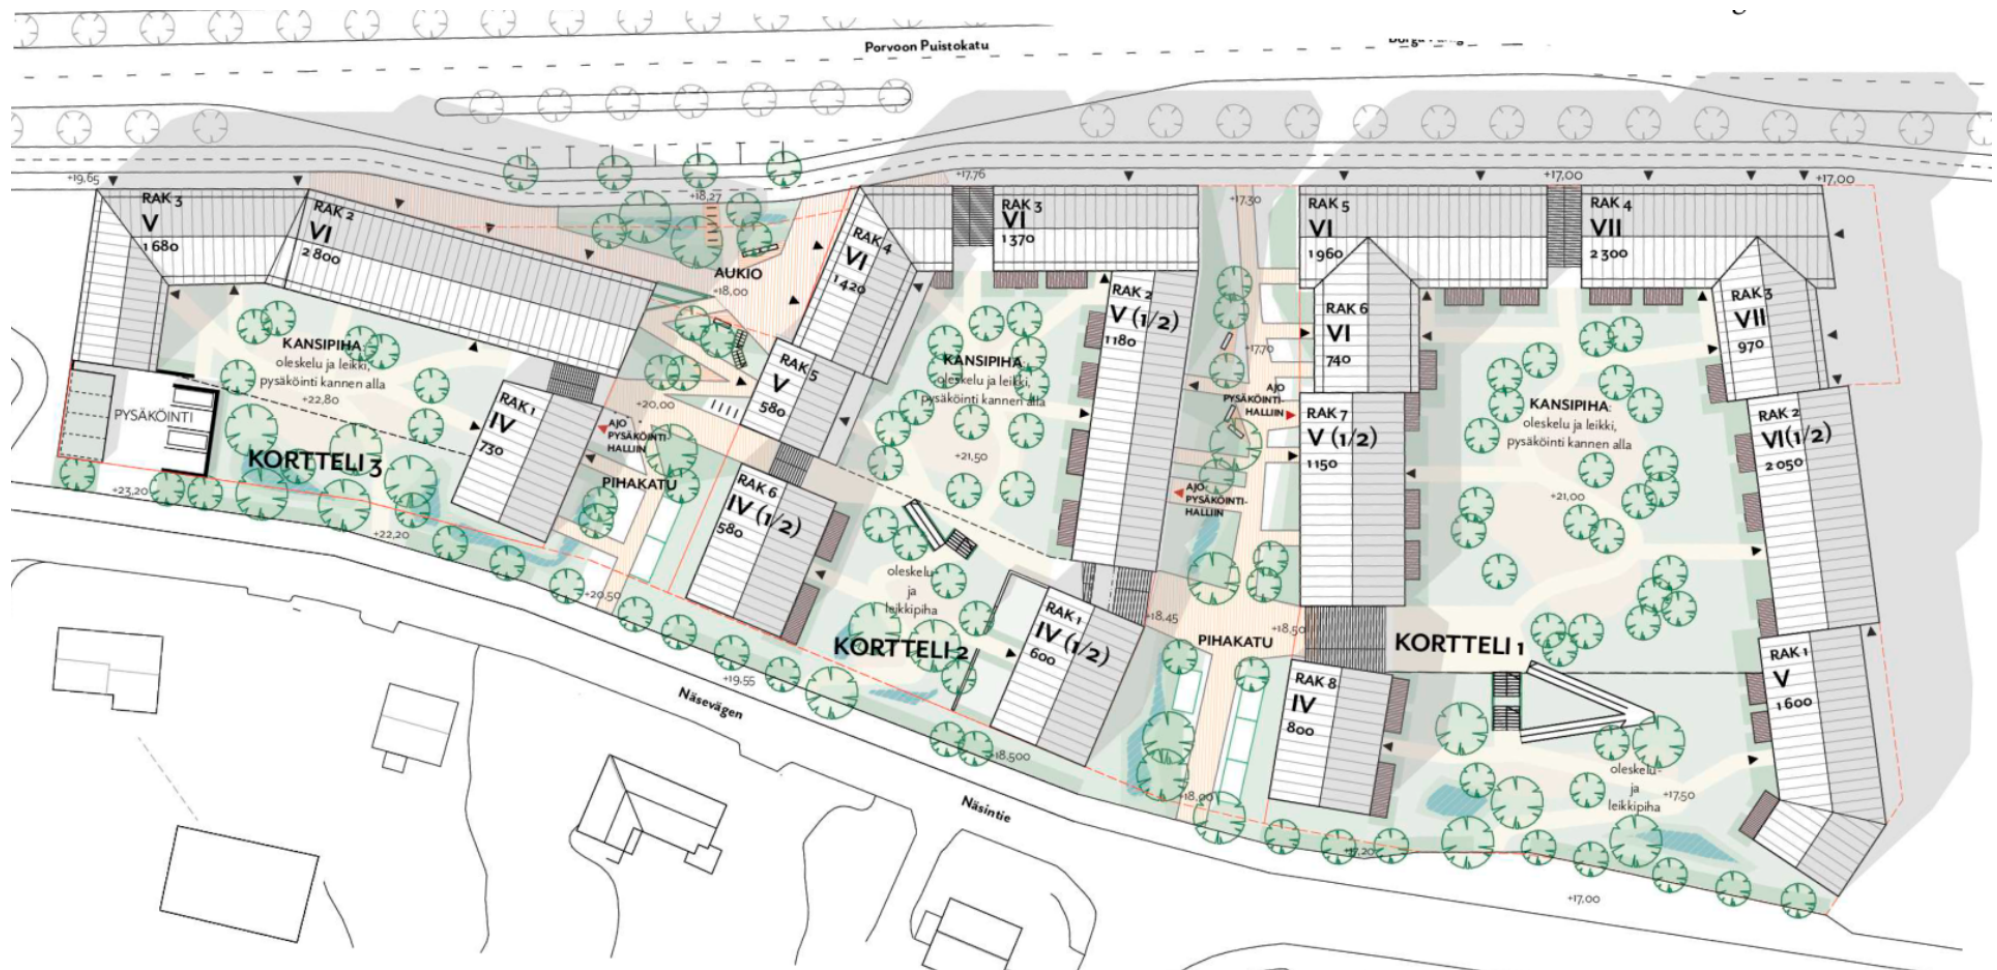 Porvoon Puistokatu
+19,65
+18,27
+17,76
+17,30
+17,00
+17,00
RAK 3
V
1 680
RAK 2
VI
2 800
AUKIO
+18,00
RAK 4
VI
1 420
RAK 3
VI
1 370
RAK 2
V (1/2)
1 180
RAK 5
VI
1 960
RAK 4
VII
2 300
RAK 6
VI
740
RAK 3
VII
970
KANSIPIHA:
oleskelu ja leikki,
pysäköinti kannen alla
+22,80
PYSÄKÖINTI
KORTTELI 3
+23,20
+22,20
RAK 1
IV
730
+20,00
AJO
PYSÄKÖINTI-
HALLIIN
PIHAKATU
+20,50
RAK 5
V
580
RAK 6
IV (1/2)
580
KANSIPIHA:
oleskelu ja leikki,
pysäköinti kannen alla
+21,50
oleskelu-
ja
leikkipiha
KORTTELI 2
RAK 1
IV (1/2)
600
+19,55
+18,500
+17,70
AJO
PYSÄKÖINTI-
HALLIIN
AJO
PYSÄKÖINTI-
HALLIIN
+18,45
+18,50
PIHAKATU
+18,00
RAK 7
V (1/2)
1 150
RAK 8
IV
800
KANSIPIHA:
oleskelu ja leikki,
pysäköinti kannen alla
+21,00
KORTTELI 1
RAK 2
VI(1/2)
2 050
RAK 1
V
1 600
oleskelu-
ja
leikkipiha
+17,50
+17,20
+17,00
Näsevägen
Näsintie